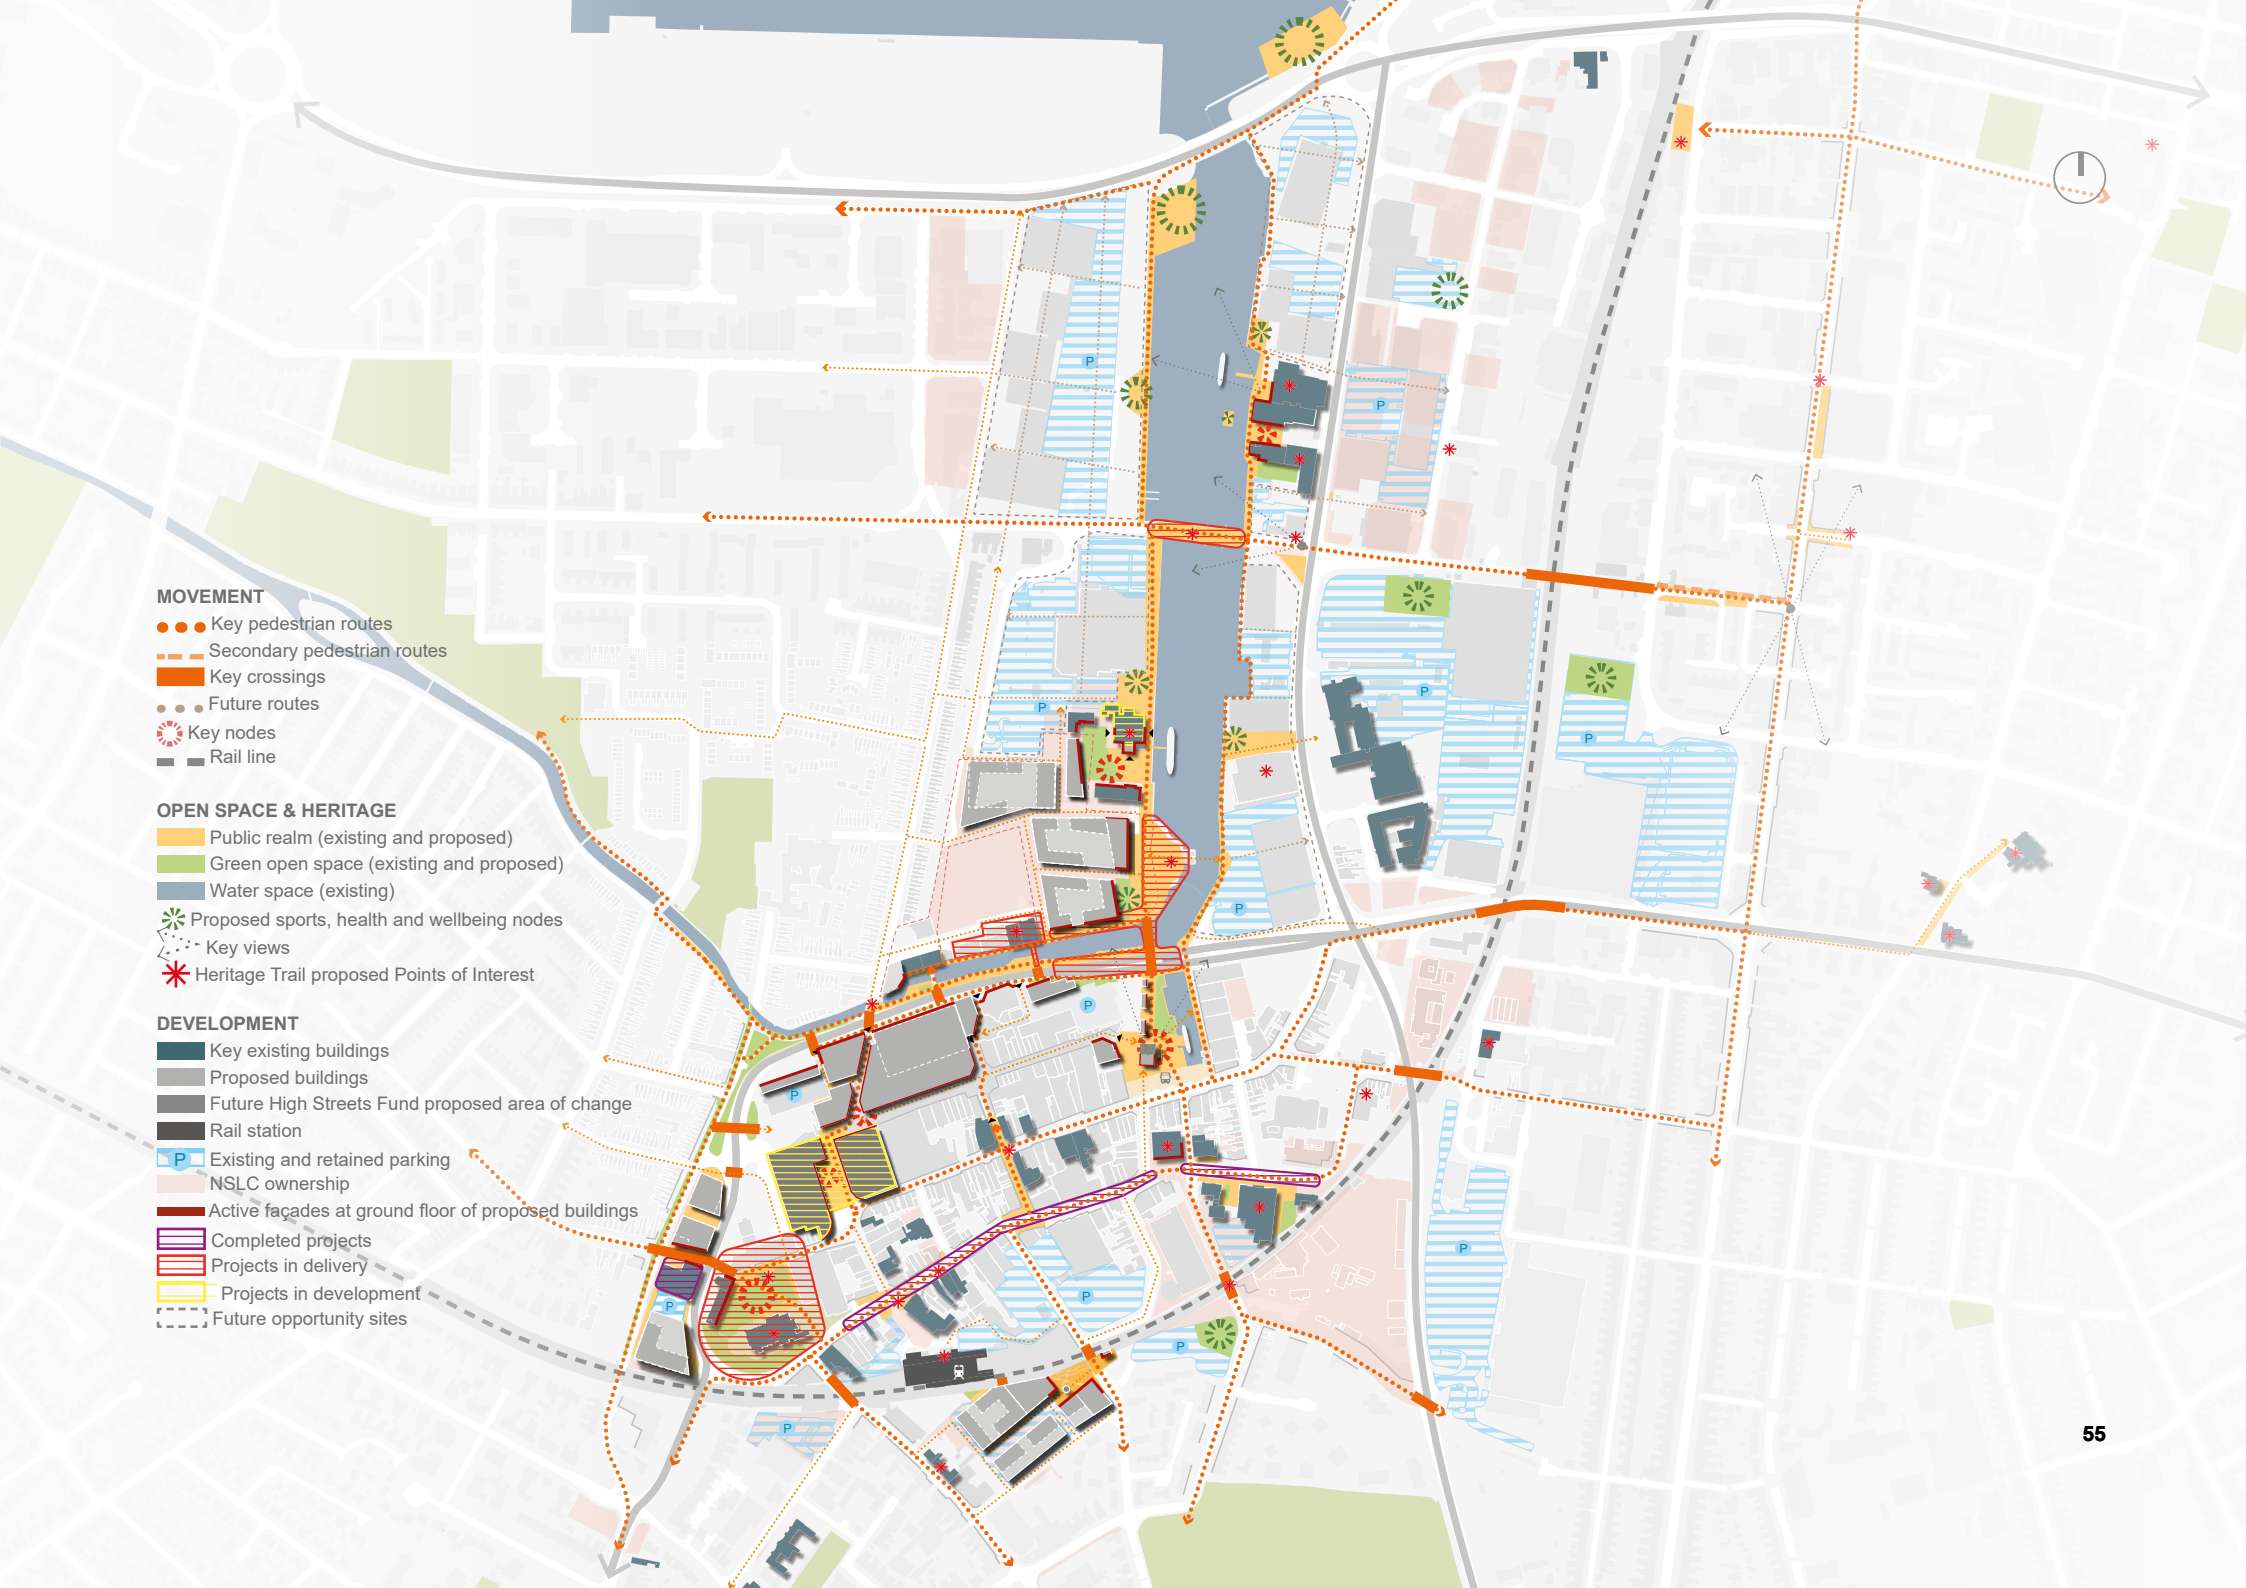 MOVEMENT
Key pedestrian routes
Secondary pedestrian routes
Key crossings
Future routes
Key nodes
Rail line
OPEN SPACE & HERITAGE
Public realm (existing and proposed)
Green open space (existing and proposed)
Water space (existing)
Proposed sports, health and wellbeing nodes
Key views
Heritage Trail proposed Points of Interest
DEVELOPMENT
Key existing buildings
Proposed buildings
Future High Streets Fund proposed area of change
Rail station
P Existing and retained parking
NSLC ownership
Active façades at ground floor of proposed buildings
Completed projects
Projects in delivery
Projects in development
Future opportunity sites
P
P
P
P
P
P
P
P
P
P
P
P
P
55